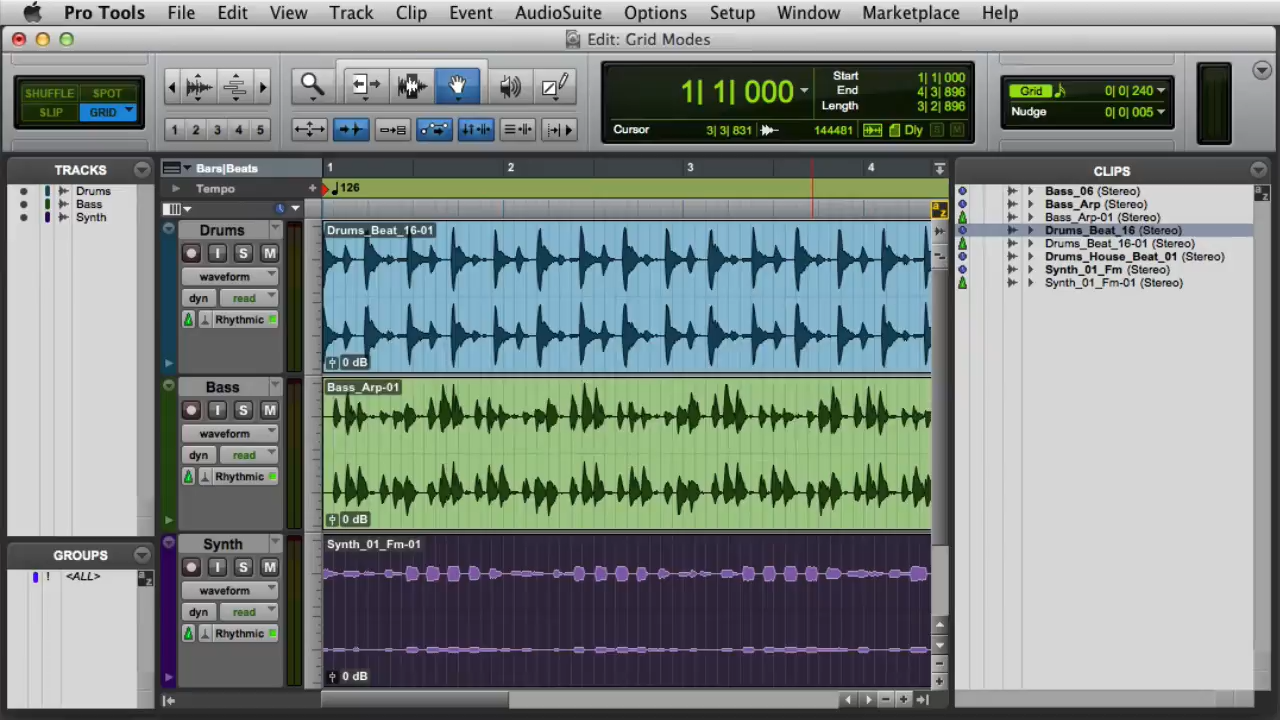 Pro Tools File Edit View Track Clip Event AudioSuite Options Setup Window Marketplace Help
Edit: Grid Modes
SHUFFLE SPOT
SLIP GRID
1 2 3 4 5
1| 1| 000
Start 1| 1| 000
End 4| 3| 896
Length 3| 2| 896
Cursor 3| 3| 831 144481 Dly S M
Grid 0| 0| 240
Nudge 0| 0| 005
TRACKS
Drums
Bass
Synth
GROUPS
! <ALL>
a z
Bars|Beats 1 2 3 4
Tempo 126
a z
Drums
I S M
waveform
dyn read
Rhythmic
Drums_Beat_16-01
0 dB
Bass
I S M
waveform
dyn read
Rhythmic
Bass_Arp-01
0 dB
Synth
I S M
waveform
dyn read
Rhythmic
Synth_01_Fm-01
0 dB
CLIPS
a z
Bass_06 (Stereo)
Bass_Arp (Stereo)
Bass_Arp-01 (Stereo)
Drums_Beat_16 (Stereo)
Drums_Beat_16-01 (Stereo)
Drums_House_Beat_01 (Stereo)
Synth_01_Fm (Stereo)
Synth_01_Fm-01 (Stereo)